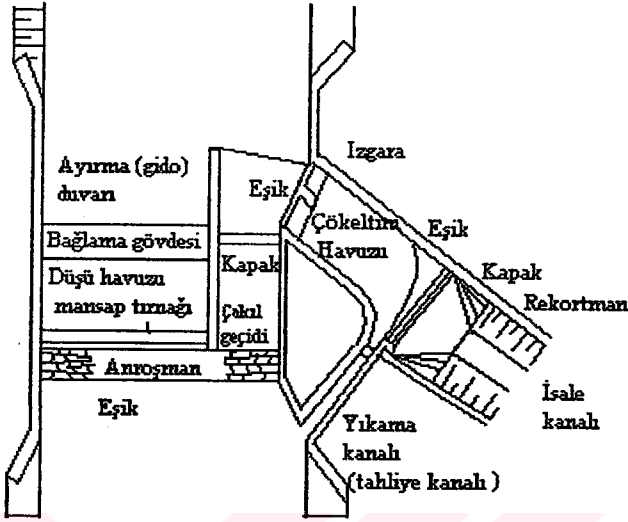 Izgara
Ayırma (gido)
duvarı
Eşik
Çökeltim
Havuzu
Eşik
Bağlama gövdesi
Kapak
Kapak
Düşü havuzu
mansap tırnağı
Rekortman
Çakıl
geçidi
Anroşman
Eşik
İsale
kanalı
Yıkama
kanalı
(tahliye kanalı )